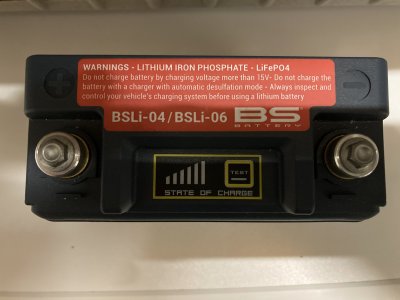 WARNINGS - LITHIUM IRON PHOSPHATE - LiFePO4
Do not charge battery by charging voltage more than 15V- Do not charge the
battery with a charger with automatic desulfation mode - Always inspect and
control your vehicle's charging system before using a lithium battery
BSLi-04 / BSLi-06 BS
BATTERY
TEST
STATE OF CHARGE